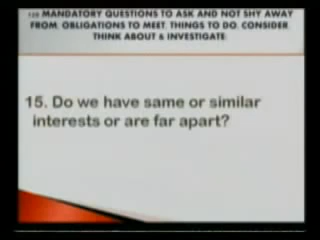 MANDATORY QUESTIONS TO ASK AND NOT SHY AWAY
FROM, OBLIGATIONS TO MEET, THINGS TO DO, CONSIDER,
THINK ABOUT & INVESTIGATE:
15. Do we have same or similar
interests or are far apart?